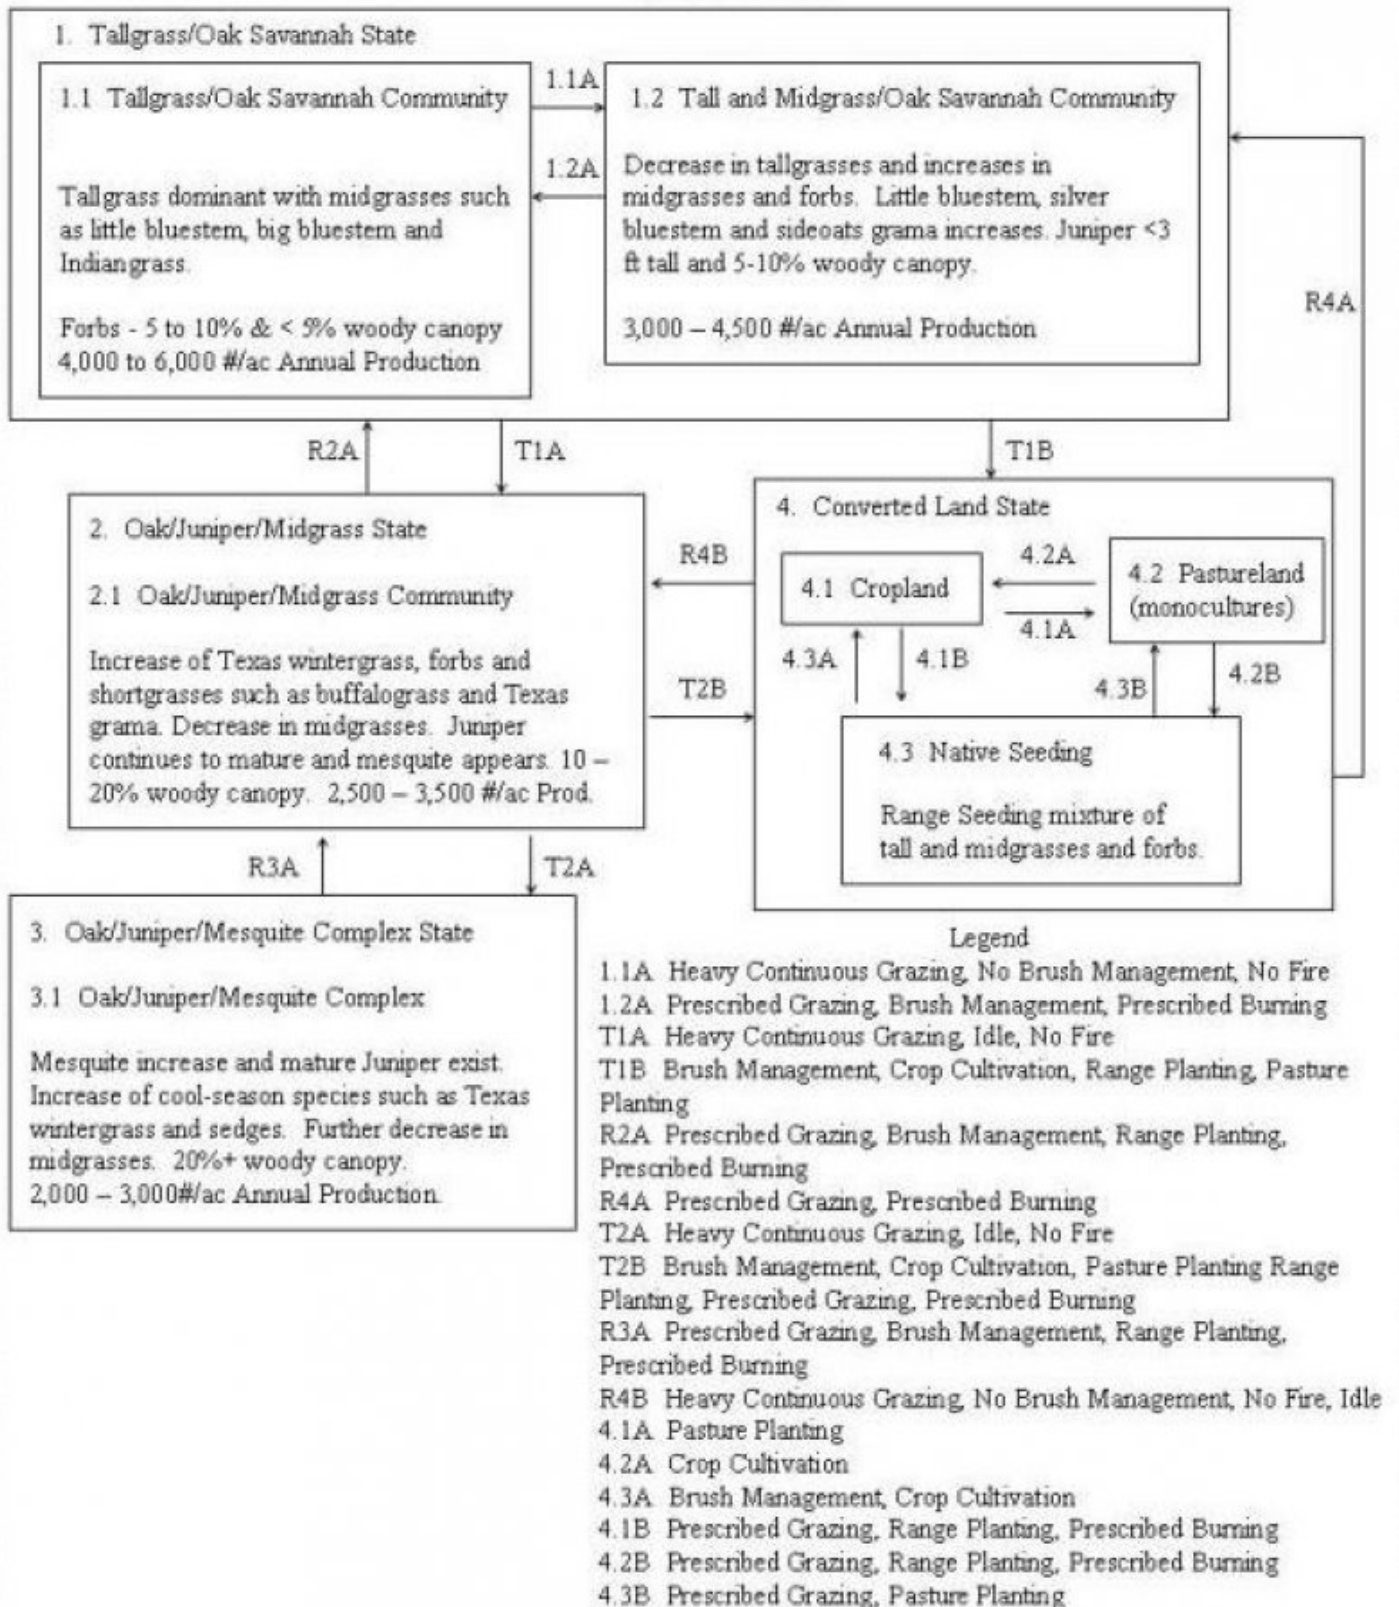 1. Tallgrass/Oak Savannah State
1.1 Tallgrass/Oak Savannah Community
Tallgrass dominant with midgrasses such
as little bluestem, big bluestem and
Indiangrass.
Forbs - 5 to 10% & < 5% woody canopy
4,000 to 6,000 #/ac Annual Production
1.1A
1.2A
1.2 Tall and Midgrass/Oak Savannah Community
Decrease in tallgrasses and increases in
midgrasses and forbs. Little bluestem, silver
bluestem and sideoats grama increases. Juniper <3
ft tall and 5-10% woody canopy.
3,000 – 4,500 #/ac Annual Production
R4A
R2A
T1A
T1B
2. Oak/Juniper/Midgrass State
2.1 Oak/Juniper/Midgrass Community
Increase of Texas wintergrass, forbs and
shortgrasses such as buffalograss and Texas
grama. Decrease in midgrasses. Juniper
continues to mature and mesquite appears. 10 –
20% woody canopy. 2,500 – 3,500 #/ac Prod.
R4B
T2B
4. Converted Land State
4.1 Cropland
4.2A
4.1A
4.2 Pastureland
(monocultures)
4.3A
4.1B
4.3B
4.2B
4.3 Native Seeding
Range Seeding mixture of
tall and midgrasses and forbs.
R3A
T2A
3. Oak/Juniper/Mesquite Complex State
3.1 Oak/Juniper/Mesquite Complex
Mesquite increase and mature Juniper exist.
Increase of cool-season species such as Texas
wintergrass and sedges. Further decrease in
midgrasses. 20%+ woody canopy.
2,000 – 3,000#/ac Annual Production.
Legend
1.1A Heavy Continuous Grazing, No Brush Management, No Fire
1.2A Prescribed Grazing, Brush Management, Prescribed Burning
T1A Heavy Continuous Grazing, Idle, No Fire
T1B Brush Management, Crop Cultivation, Range Planting, Pasture
Planting
R2A Prescribed Grazing, Brush Management, Range Planting,
Prescribed Burning
R4A Prescribed Grazing, Prescribed Burning
T2A Heavy Continuous Grazing, Idle, No Fire
T2B Brush Management, Crop Cultivation, Pasture Planting Range
Planting, Prescribed Grazing, Prescribed Burning
R3A Prescribed Grazing, Brush Management, Range Planting,
Prescribed Burning
R4B Heavy Continuous Grazing, No Brush Management, No Fire, Idle
4.1A Pasture Planting
4.2A Crop Cultivation
4.3A Brush Management, Crop Cultivation
4.1B Prescribed Grazing, Range Planting, Prescribed Burning
4.2B Prescribed Grazing, Range Planting, Prescribed Burning
4.3B Prescribed Grazing, Pasture Planting